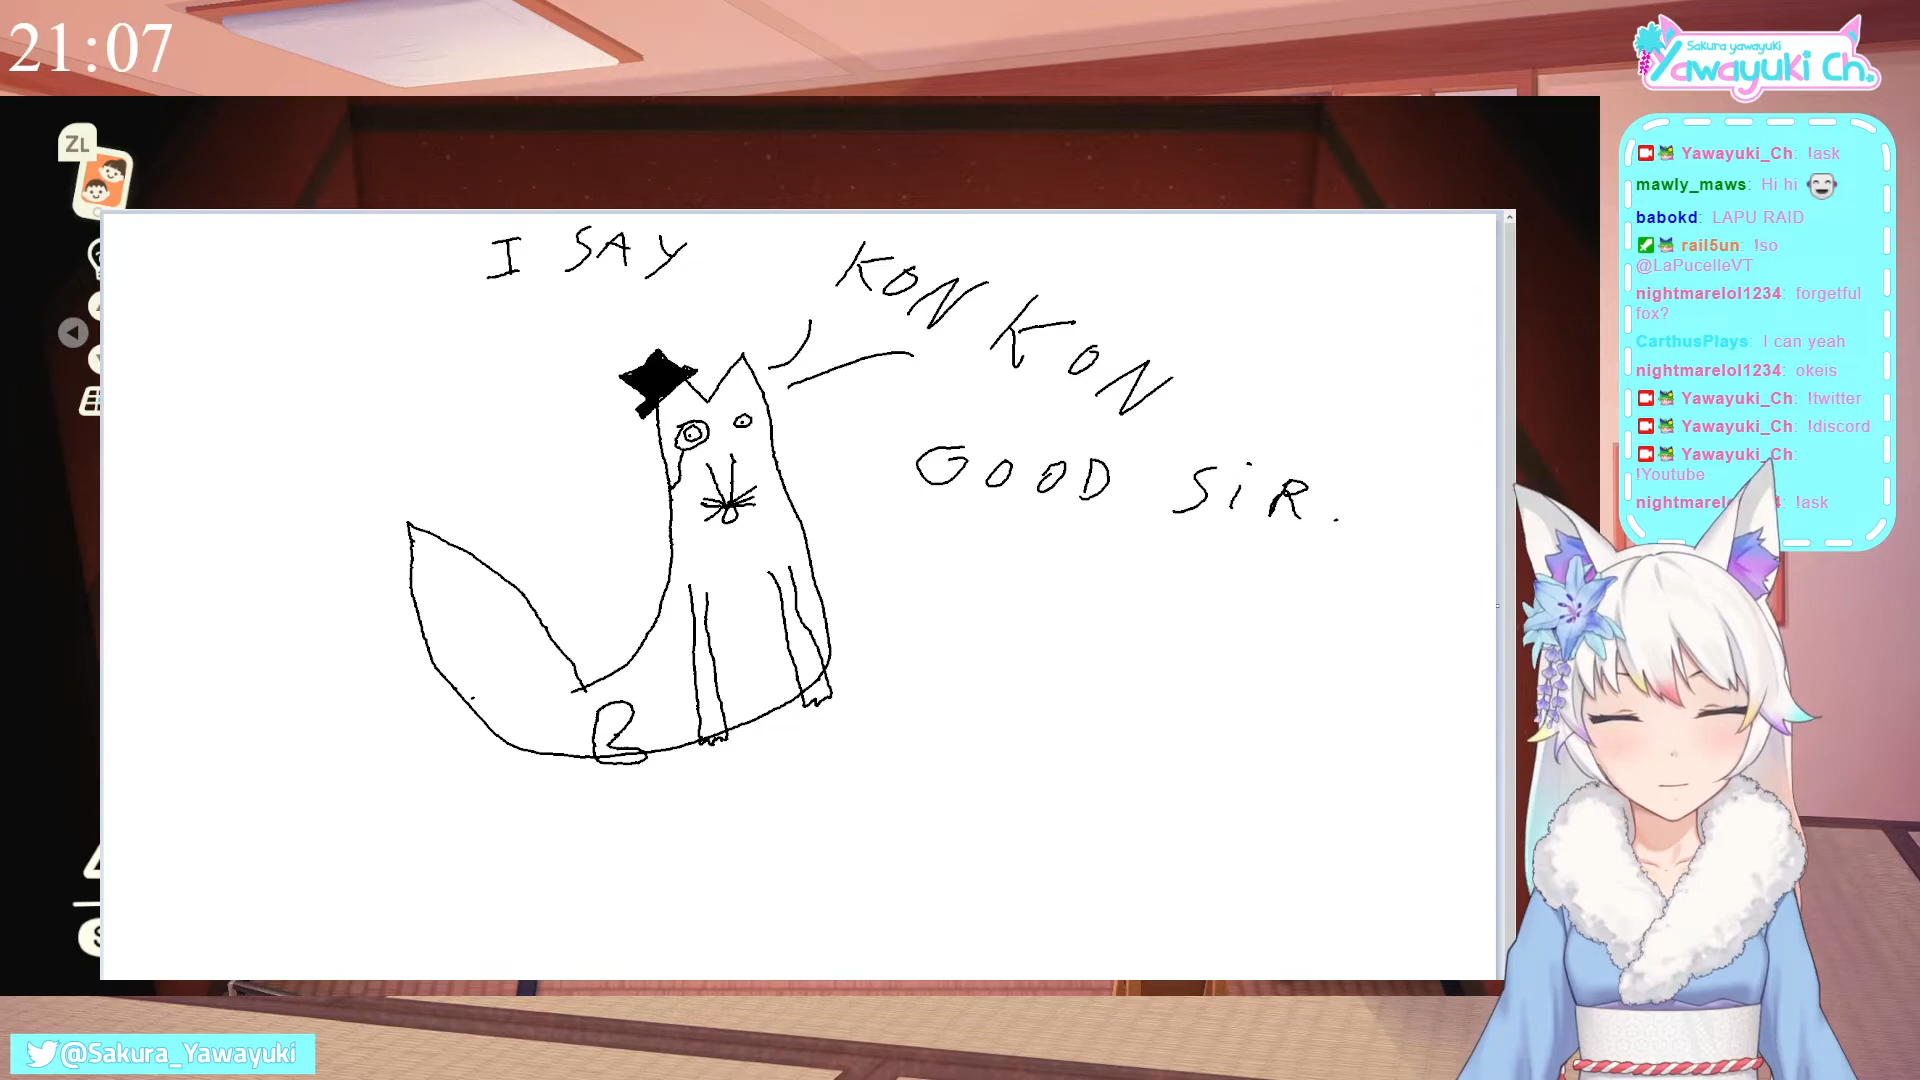 21:07
Sakura yawayuki
Yawayuki Ch.
ZL
Yawayuki_Ch: !ask
mawly_maws: Hi hi
babokd: LAPU RAID
rail5un: !so
@LaPucelleVT
nightmarelol1234: forgetful
fox?
CarthusPlays: I can yeah
nightmarelol1234: okeis
Yawayuki_Ch: !twitter
Yawayuki_Ch: !discord
Yawayuki_Ch:
!Youtube
!ask
I SAY KON KON
GOOD SiR.
@Sakura_Yawayuki